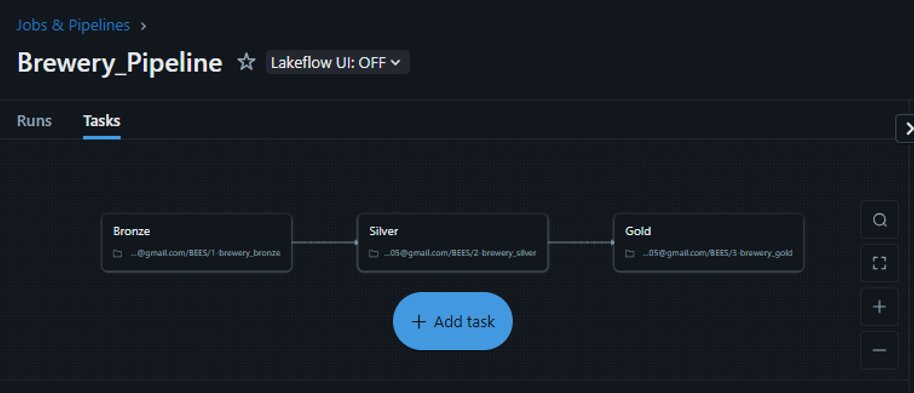 Jobs & Pipelines
Brewery_Pipeline
Lakeflow UI: OFF
Runs
Tasks
Bronze
...@gmail.com/BEES/1-brewery_bronze
Silver
...05@gmail.com/BEES/2-brewery_silver
Gold
...05@gmail.com/BEES/3-brewery_gold
+ Add task